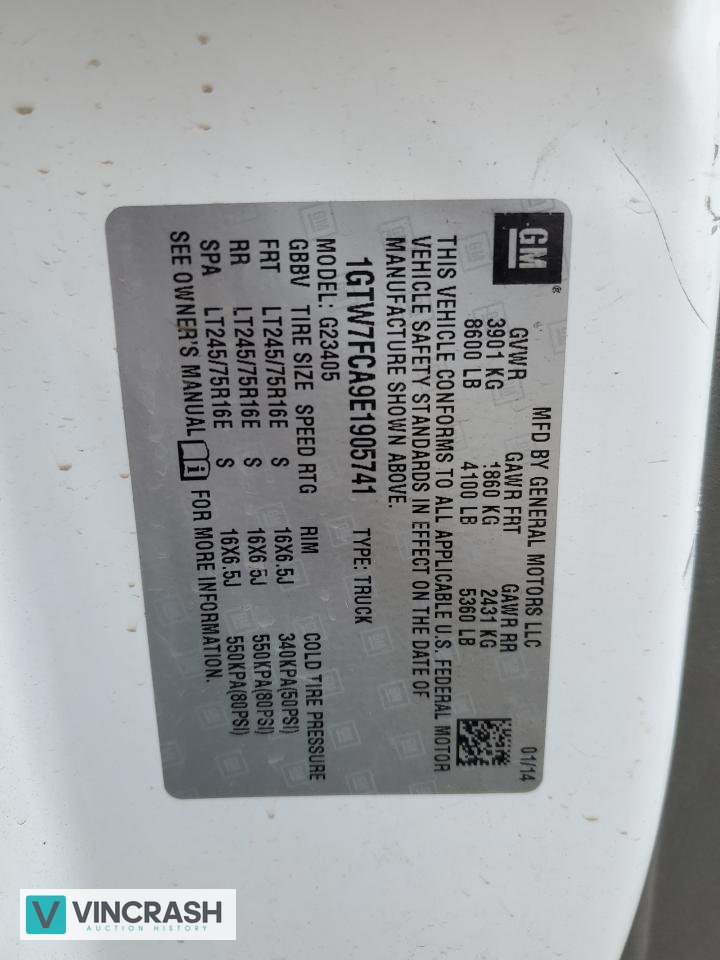 GM
MFD BY GENERAL MOTORS LLC 01/14
GVWR GAWR FRT GAWR RR
3901 KG 1860 KG 2431 KG
8600 LB 4100 LB 5360 LB
THIS VEHICLE CONFORMS TO ALL APPLICABLE U.S. FEDERAL MOTOR
VEHICLE SAFETY STANDARDS IN EFFECT ON THE DATE OF
MANUFACTURE SHOWN ABOVE.
1GTW7FCA9E1905741 TYPE: TRUCK
MODEL: G23405
GBBV TIRE SIZE SPEED RTG RIM COLD TIRE PRESSURE
FRT LT245/75R16E S 16X6.5J 340KPA(50PSI)
RR LT245/75R16E S 16X6.5J 550KPA(80PSI)
SPA LT245/75R16E S 16X6.5J 550KPA(80PSI)
SEE OWNER'S MANUAL FOR MORE INFORMATION.
V VINCRASH
AUCTION HISTORY